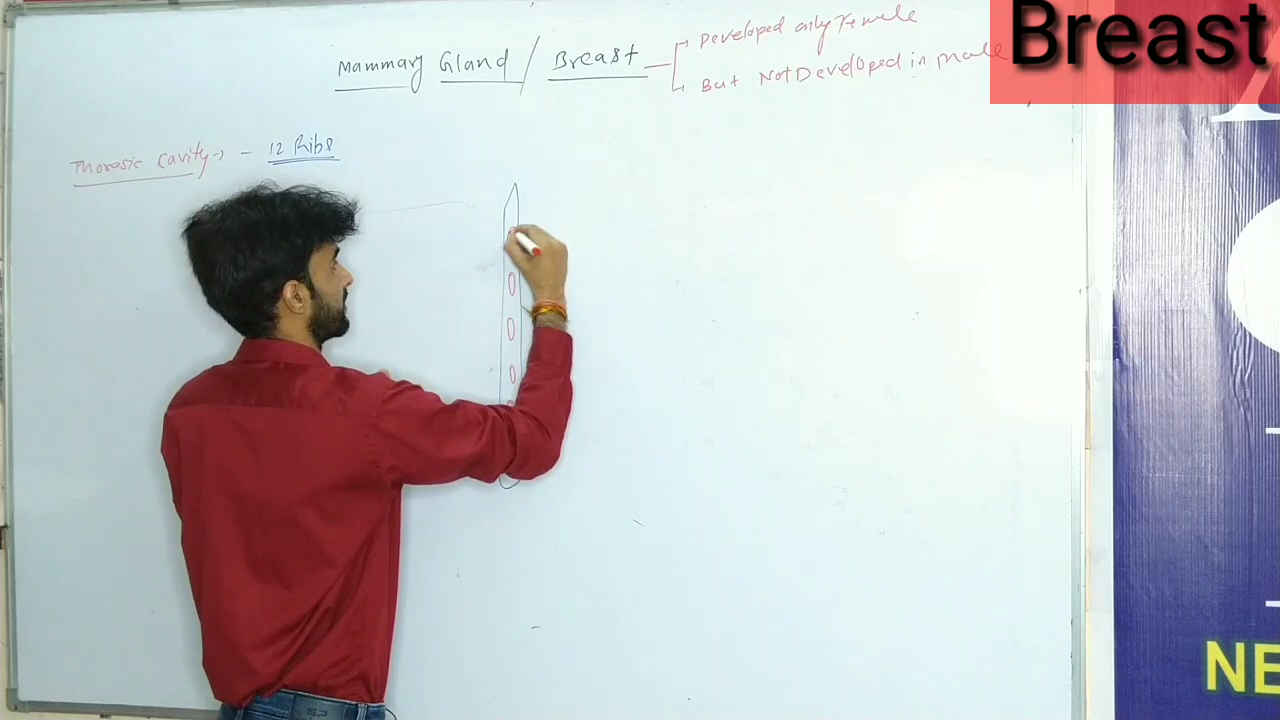 Breast
Mammary Gland / Breast
Developed only Female
But Not Developed in male
Thorasic Cavity → - 12 Ribs
NE